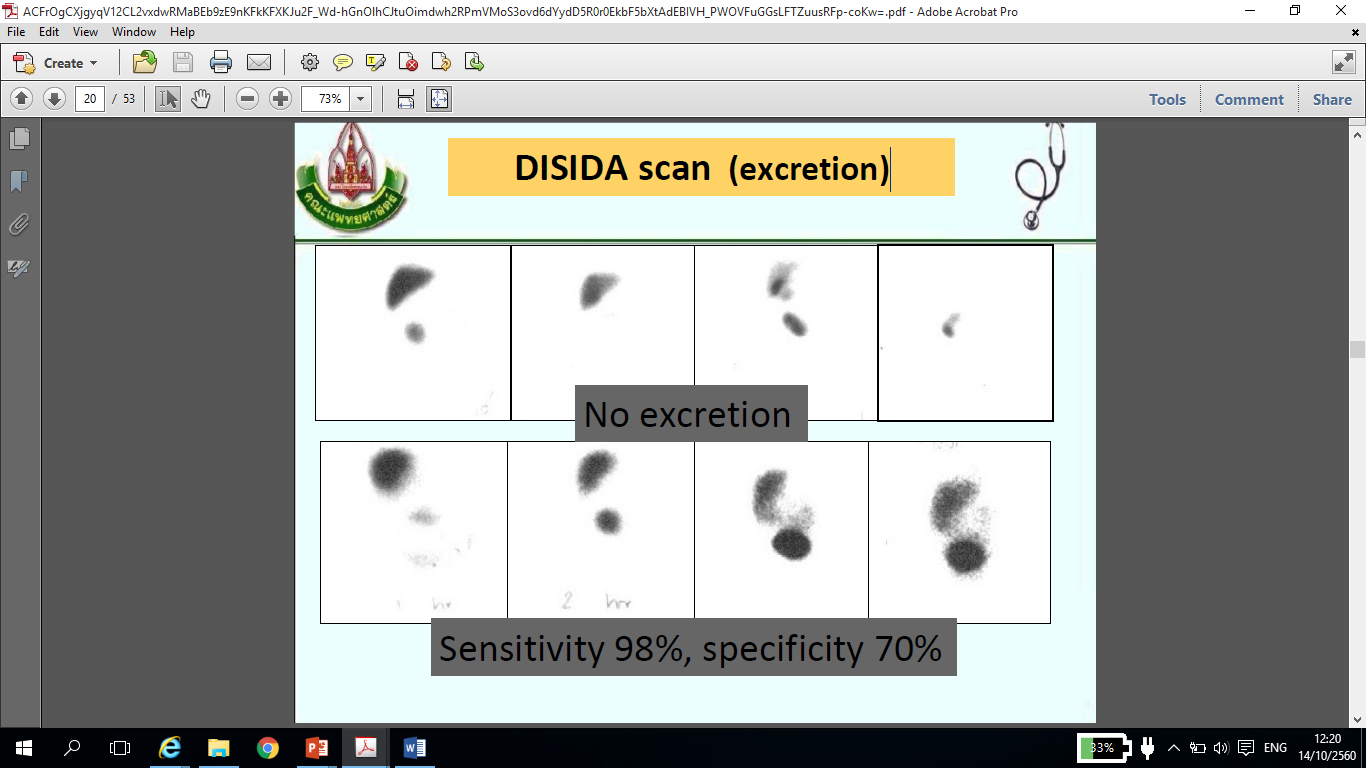 ACFrOgCXjgyqV12CL2vxdwRMaBEb9zE9nKFkKFXKJu2F_Wd-hGnOlhCJtuOimdwh2RPmVMoS3ovd6dYydD5R0r0EkbF5bXtAdEBlVH_PWOVFuGGsLFTZuusRFp-coKw=.pdf - Adobe Acrobat Pro
File Edit View Window Help
Create
20 / 53 73% Tools Comment Share
คณะแพทยศาสตร์
DISIDA scan (excretion)
No excretion
hr
2 hrr
Sensitivity 98%, specificity 70%
33% ENG
12:20
14/10/2560